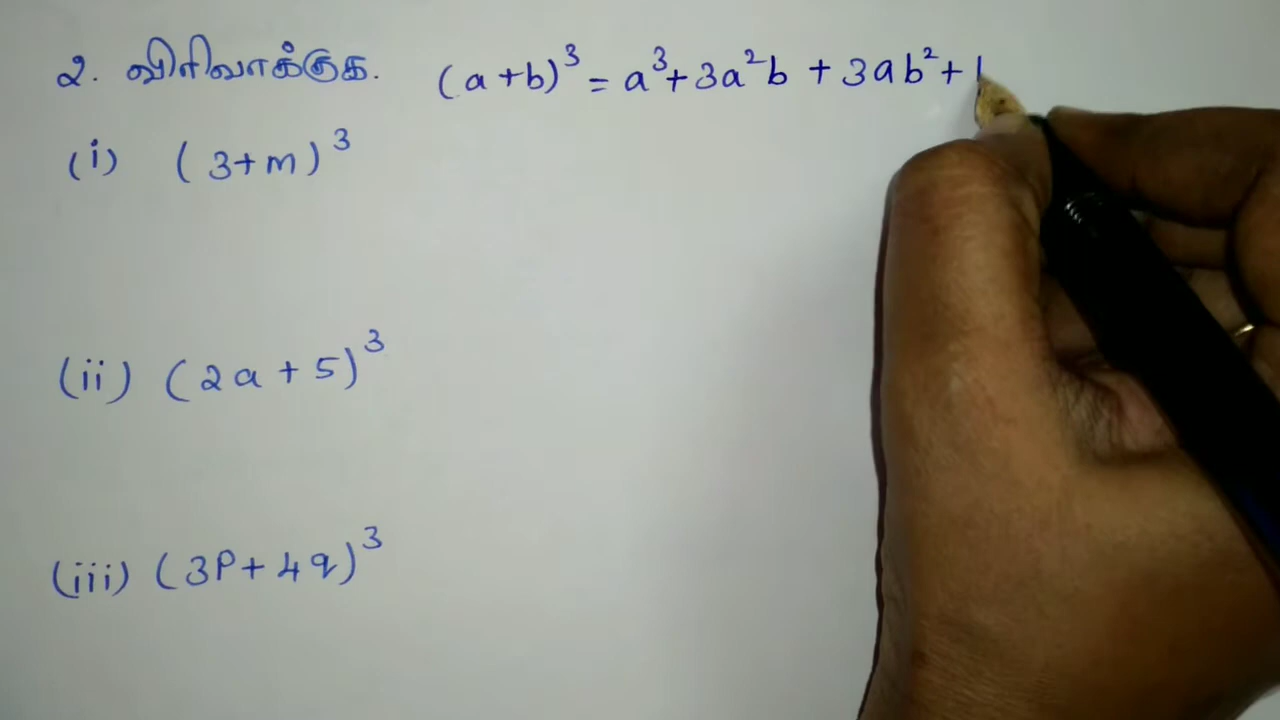 2. விரிவாக்குக. (a+b)³ = a³+3a²b + 3ab²+
(i) (3+m)³
(ii) (2a + 5)³
(iii) (3p+ 4q)³